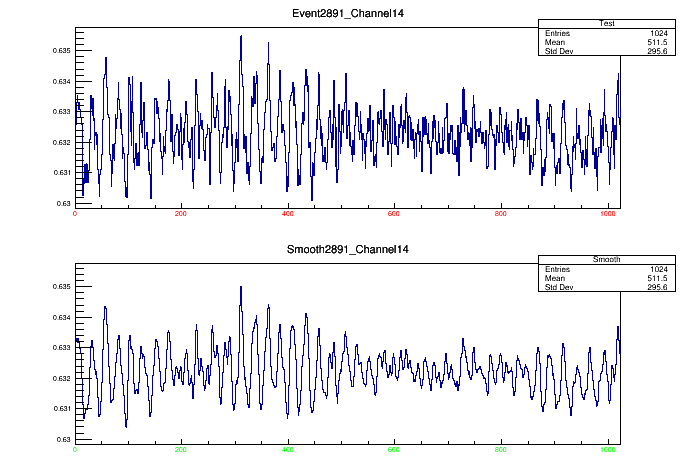 Event2891_Channel14
Test
Entries 1024
Mean 511.5
Std Dev 295.6
0.635
0.634
0.633
0.632
0.631
0.63
0 200 400 600 800 1000
Smooth2891_Channel14
Smooth
Entries 1024
Mean 511.5
Std Dev 295.6
0.635
0.634
0.633
0.632
0.631
0.63
0 200 400 600 800 1000